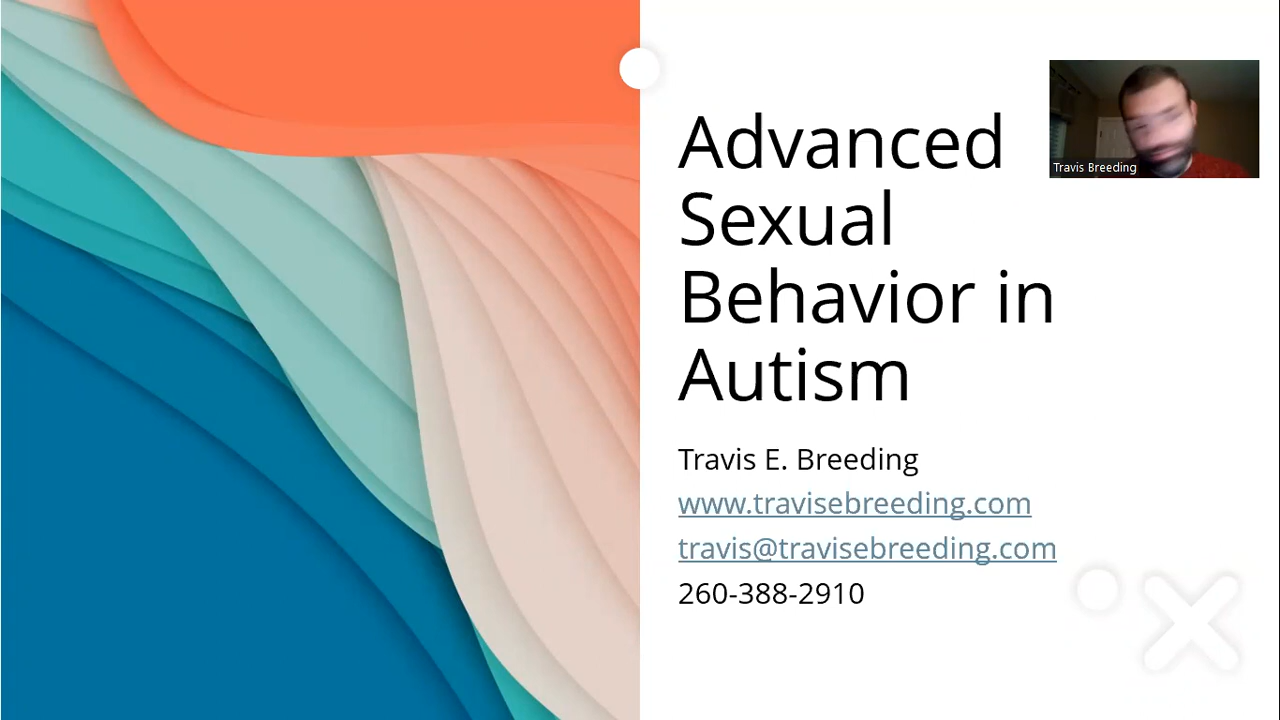 Advanced
Sexual
Behavior in
Autism
Travis Breeding
Travis E. Breeding
www.travisebreeding.com
travis@travisebreeding.com
260-388-2910